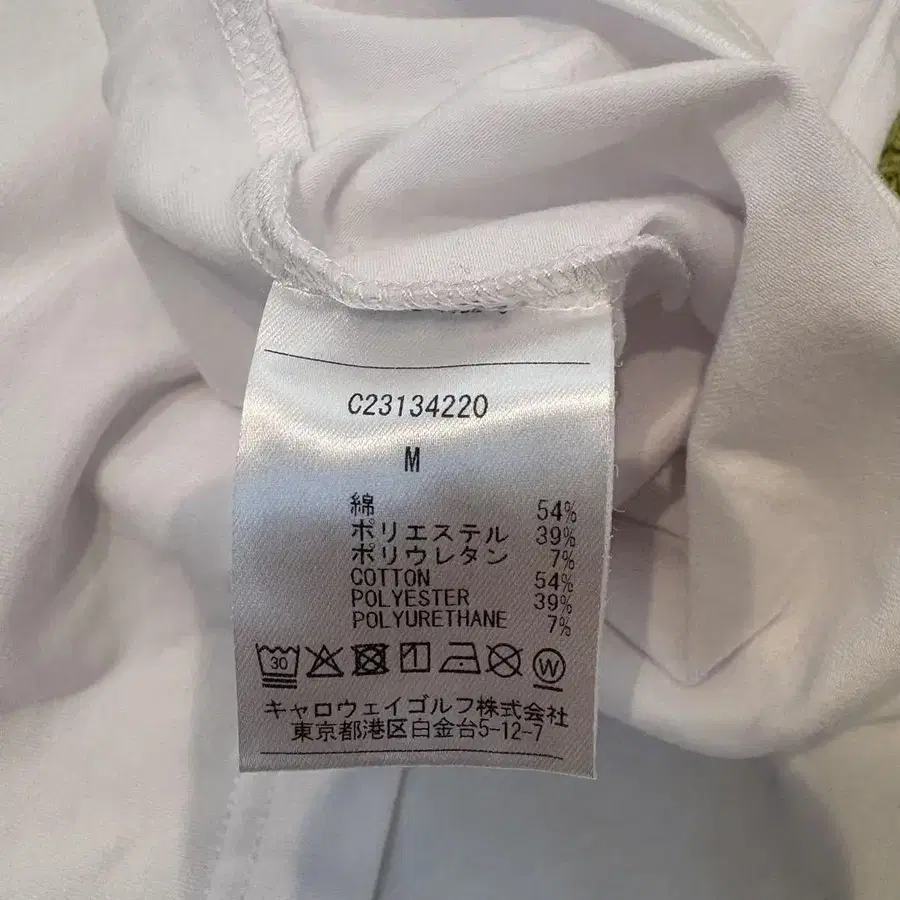 C23134220
M
綿 54%
ポリエステル 39%
ポリウレタン 7%
COTTON 54%
POLYESTER 39%
POLYURETHANE 7%
30 W
キャロウェイゴルフ株式会社
東京都港区白金台5-12-7